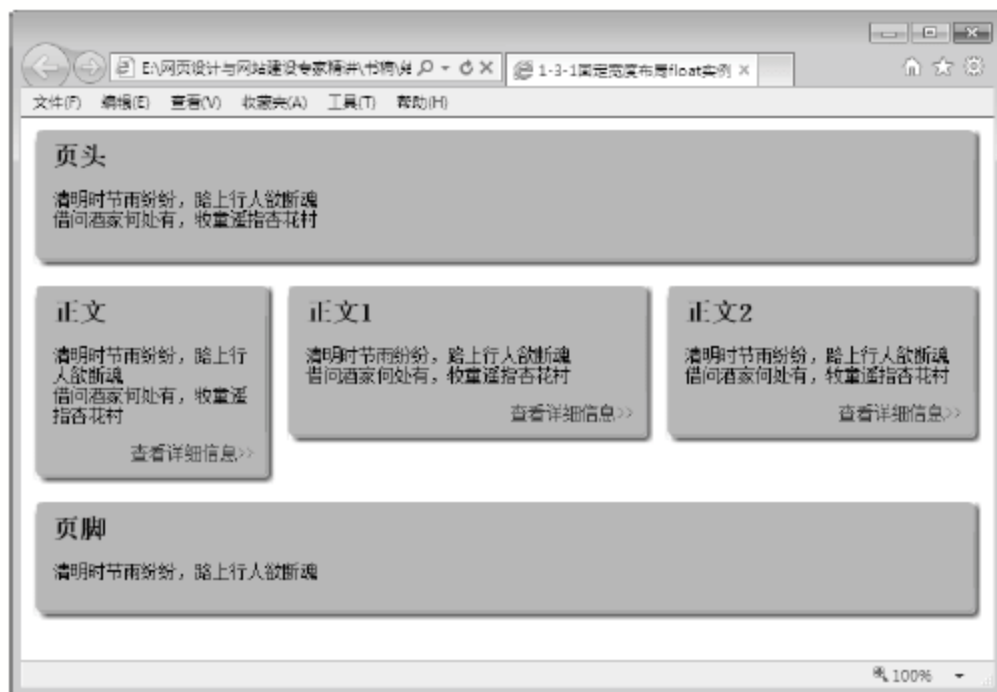 E:\网页设计与网站建设专家精讲\书稿\
1-3-1固定宽度布局float实例
文件(F) 编辑(E) 查看(V) 收藏夹(A) 工具(T) 帮助(H)
页头
清明时节雨纷纷，路上行人欲断魂
借问酒家何处有，牧童遥指杏花村
正文
清明时节雨纷纷，路上行
人欲断魂
借问酒家何处有，牧童遥
指杏花村
查看详细信息>>
正文1
清明时节雨纷纷，路上行人欲断魂
借问酒家何处有，牧童遥指杏花村
查看详细信息>>
正文2
清明时节雨纷纷，路上行人欲断魂
借问酒家何处有，牧童遥指杏花村
查看详细信息>>
页脚
清明时节雨纷纷，路上行人欲断魂
100%